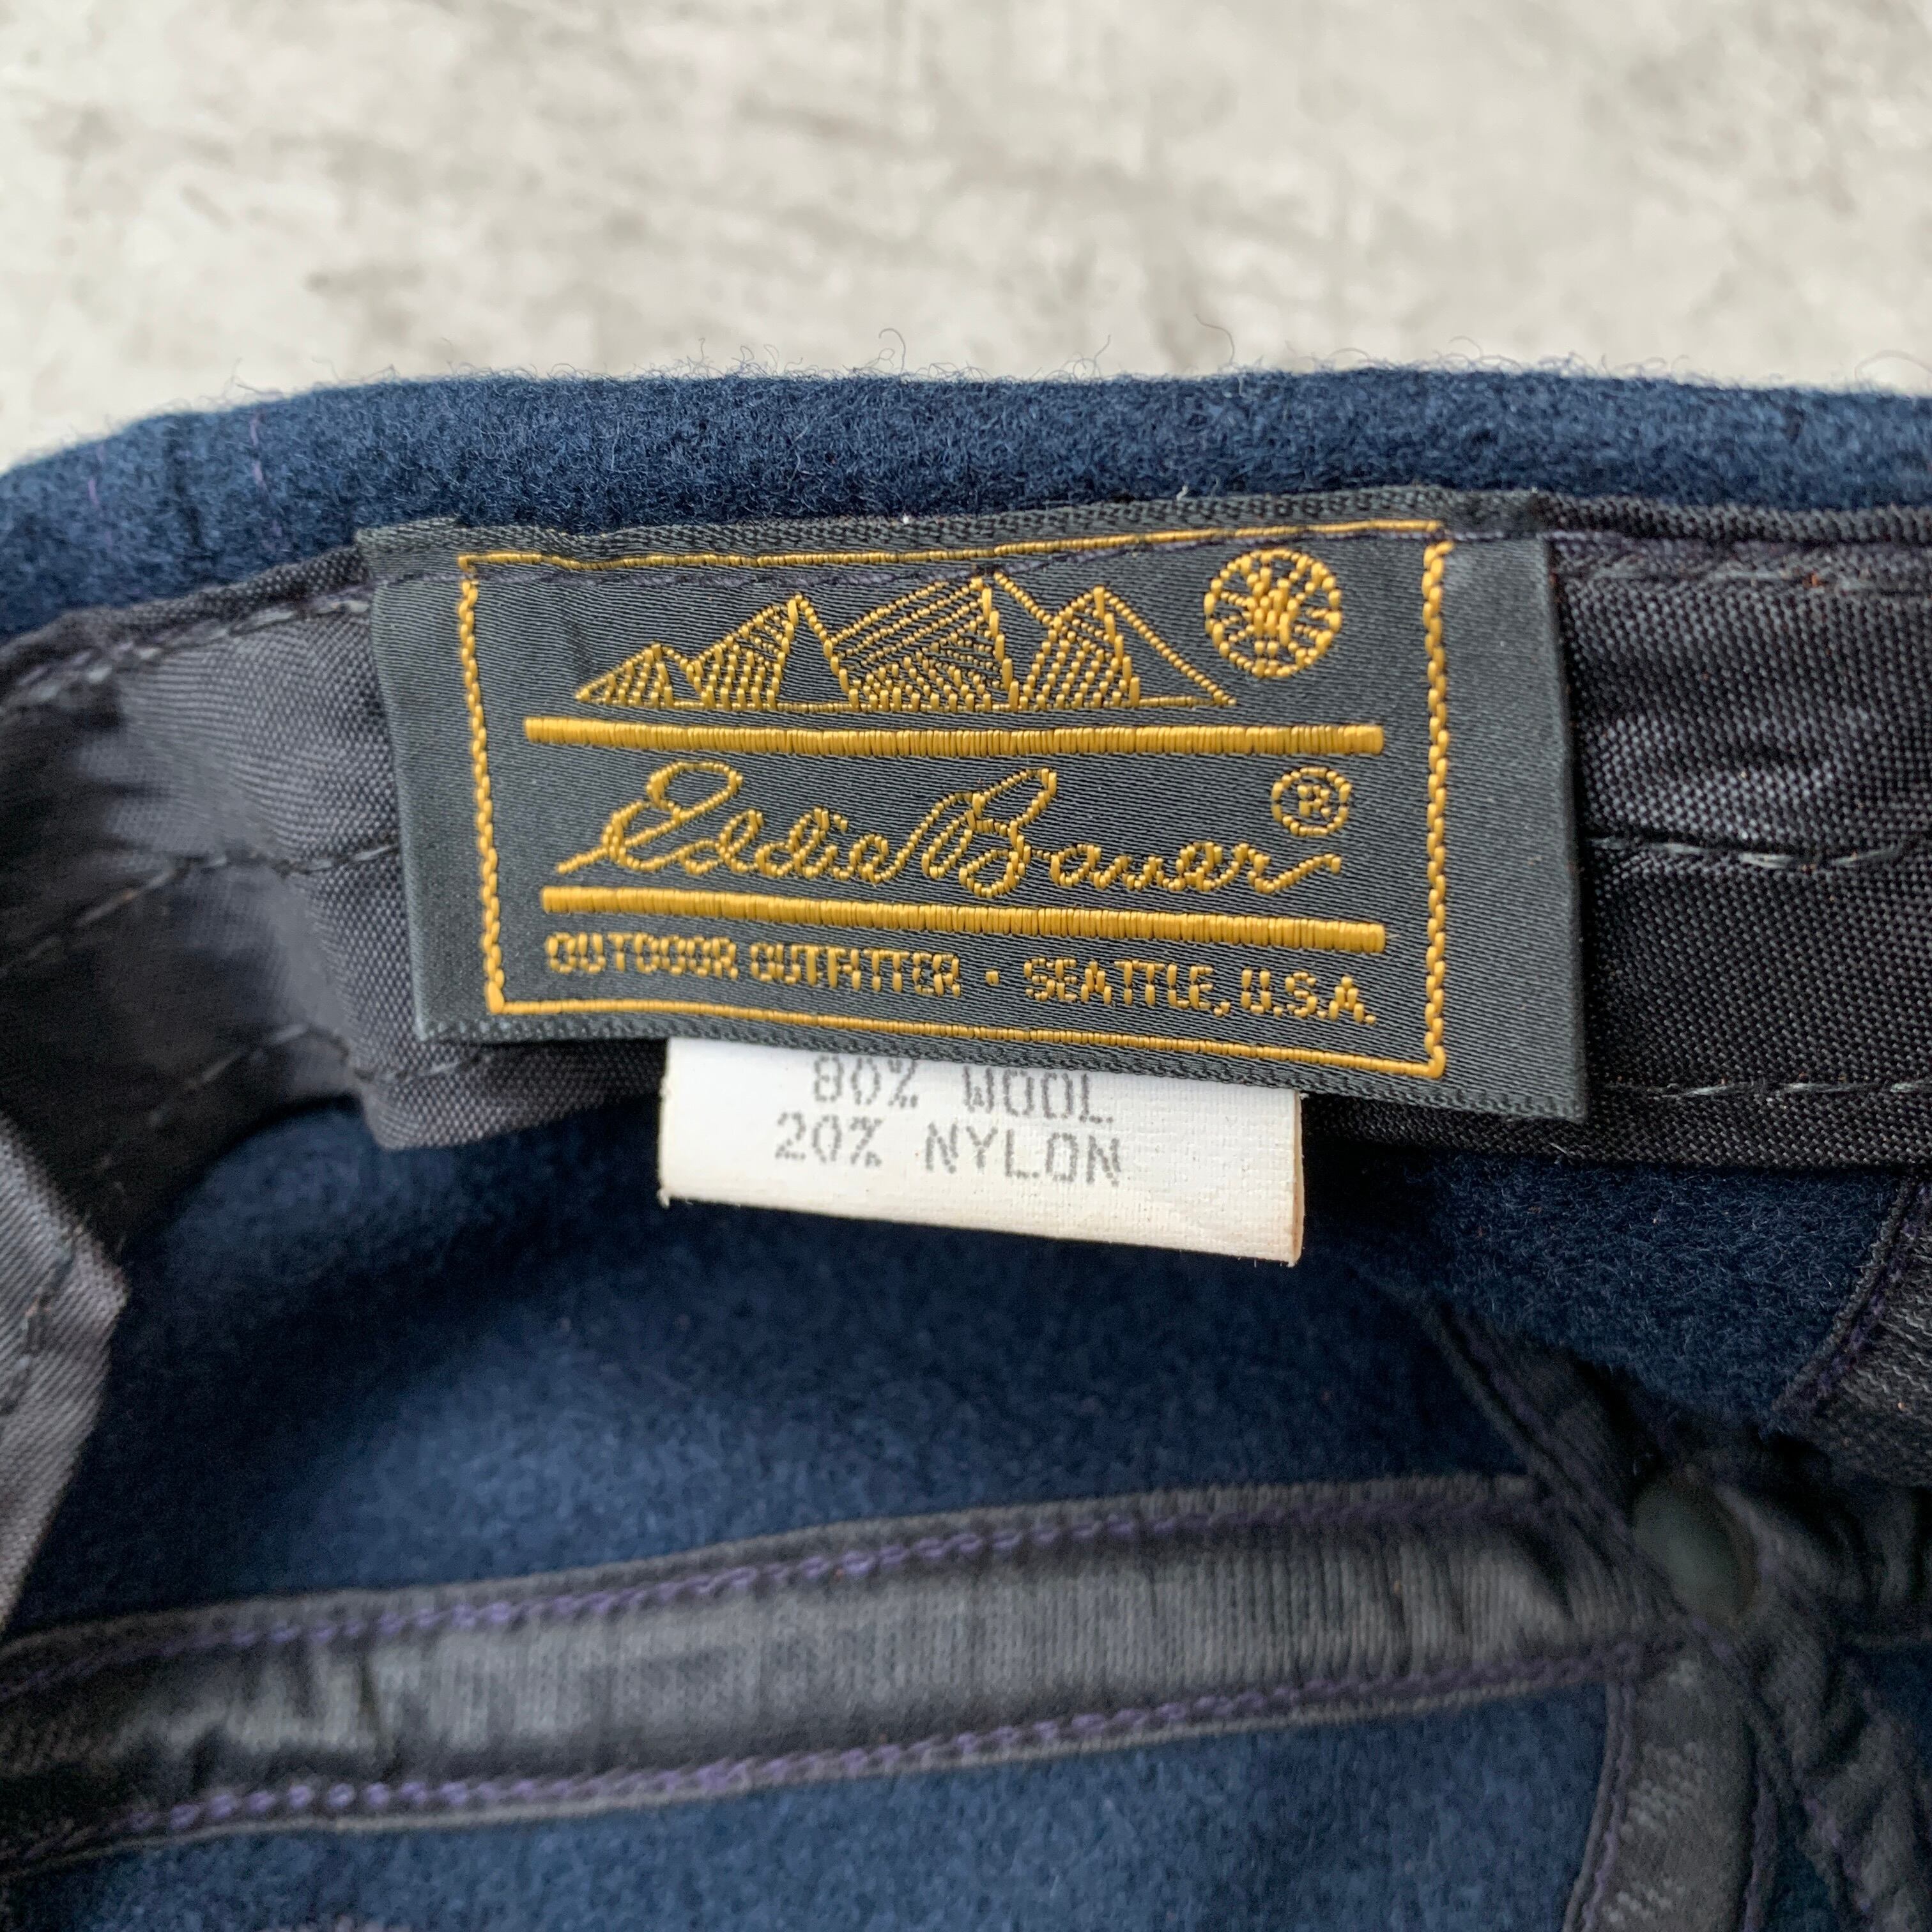 Eddie Bauer ®
OUTDOOR OUTFITTER · SEATTLE, U.S.A.
80% WOOL
20% NYLON